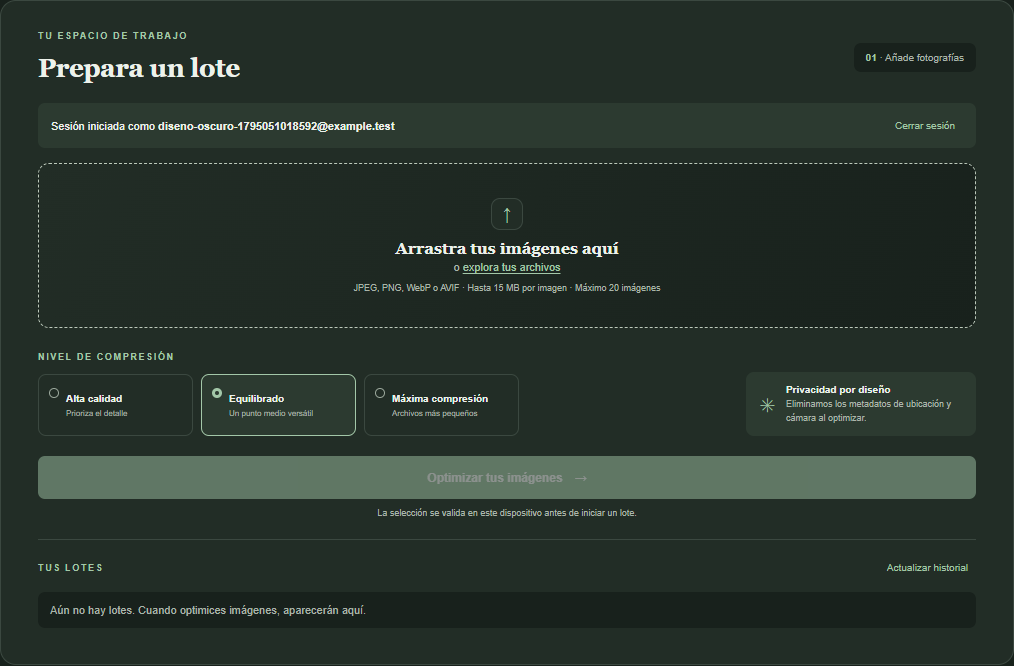 TU ESPACIO DE TRABAJO
Prepara un lote
01 · Añade fotografías
Sesión iniciada como diseno-oscuro-1795051018592@example.test
Cerrar sesión
↑
Arrastra tus imágenes aquí
o explora tus archivos
JPEG, PNG, WebP o AVIF · Hasta 15 MB por imagen · Máximo 20 imágenes
NIVEL DE COMPRESIÓN
Alta calidad
Prioriza el detalle
Equilibrado
Un punto medio versátil
Máxima compresión
Archivos más pequeños
Privacidad por diseño
Eliminamos los metadatos de ubicación y
cámara al optimizar.
Optimizar tus imágenes →
La selección se valida en este dispositivo antes de iniciar un lote.
TUS LOTES
Actualizar historial
Aún no hay lotes. Cuando optimices imágenes, aparecerán aquí.